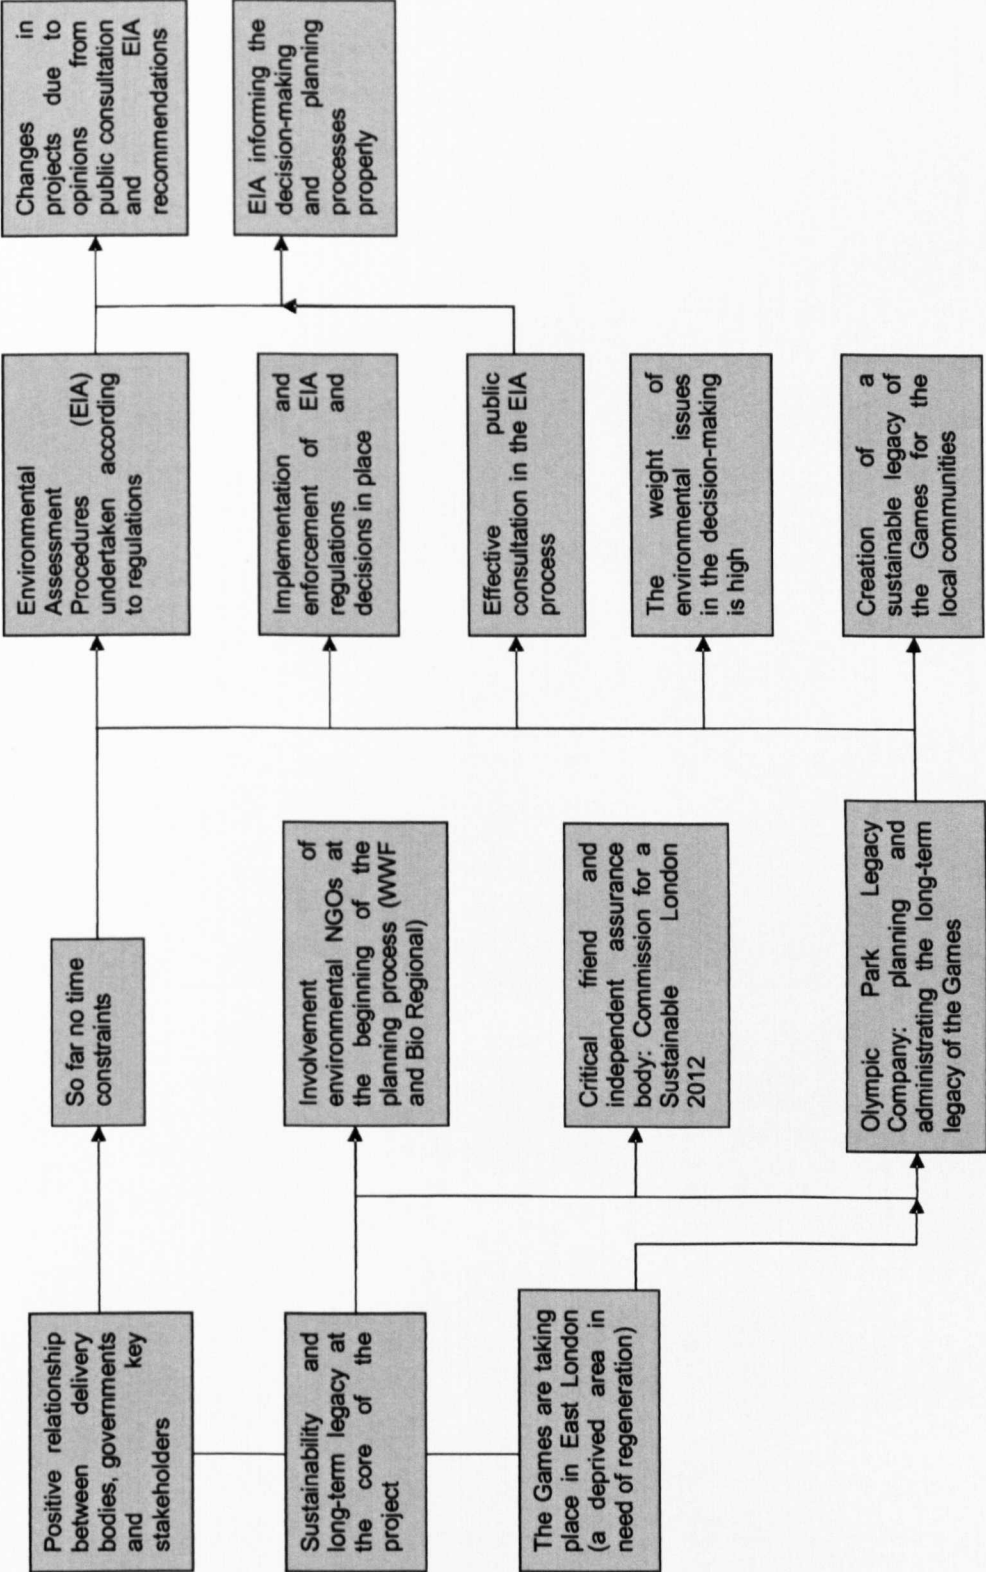 Positive relationship
between delivery
bodies, governments
and key
stakeholders
Sustainability and
long-term legacy at
the core of the
project
The Games are taking
place in East London
(a deprived area in
need of regeneration)
So far no time
constraints
Involvement of
environmental NGOs at
the beginning of the
planning process (WWF
and Bio Regional)
Critical friend and
independent assurance
body: Commission for a
Sustainable London
2012
Olympic Park Legacy
Company: planning and
administrating the long-term
legacy of the Games
Environmental
Assessment
Procedures (EIA)
undertaken according
to regulations
Implementation and
enforcement of EIA
regulations and
decisions in place
Effective public
consultation in the EIA
process
The weight of
environmental issues
in the decision-making
is high
Creation of a
sustainable legacy of
the Games for the
local communities
Changes in
projects due to
opinions from
public consultation
and EIA
recommendations
EIA informing the
decision-making
and planning
processes
properly